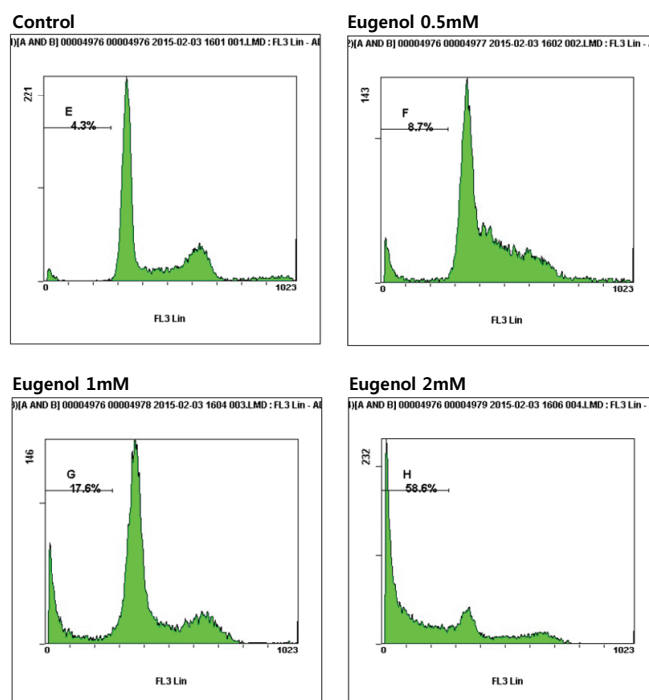 Control
)[A AND B] 00004976 00004976 2015-02-03 1601 001.LMD : FL3 Lin - AD
221
E
4.3%
0
1023
FL3 Lin
Eugenol 0.5mM
)[A AND B] 00004976 00004977 2015-02-03 1602 002.LMD : FL3 Lin -
143
F
8.7%
0
1023
FL3 Lin
Eugenol 1mM
)[A AND B] 00004976 00004978 2015-02-03 1604 003.LMD : FL3 Lin - AD
146
G
17.6%
0
1023
FL3 Lin
Eugenol 2mM
)[A AND B] 00004976 00004979 2015-02-03 1606 004.LMD : FL3 Lin -
232
H
58.6%
0
1023
FL3 Lin